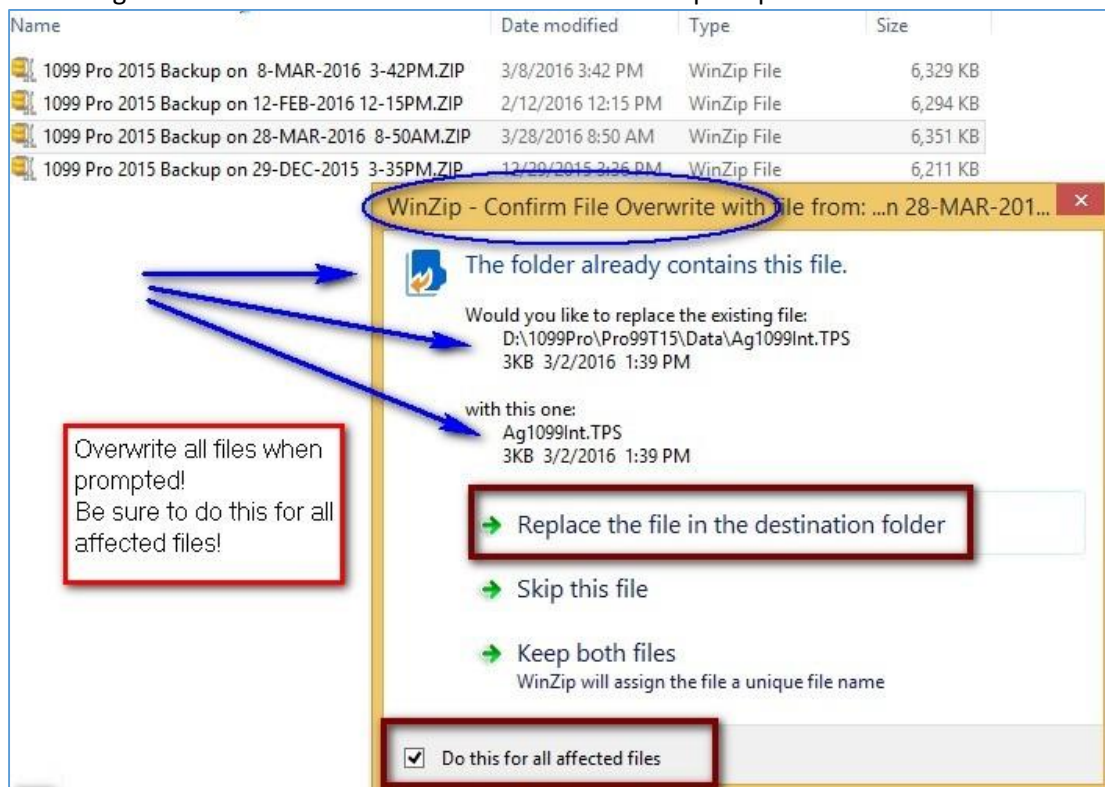 Name Date modified Type Size
1099 Pro 2015 Backup on 8-MAR-2016 3-42PM.ZIP 3/8/2016 3:42 PM WinZip File 6,329 KB
1099 Pro 2015 Backup on 12-FEB-2016 12-15PM.ZIP 2/12/2016 12:15 PM WinZip File 6,294 KB
1099 Pro 2015 Backup on 28-MAR-2016 8-50AM.ZIP 3/28/2016 8:50 AM WinZip File 6,351 KB
1099 Pro 2015 Backup on 29-DEC-2015 3-35PM.ZIP 12/29/2015 3:36 PM WinZip File 6,211 KB
WinZip - Confirm File Overwrite with file from: ...n 28-MAR-201...
The folder already contains this file.
Would you like to replace the existing file:
D:\1099Pro\Pro99T15\Data\Ag1099Int.TPS
3KB 3/2/2016 1:39 PM
with this one:
Ag1099Int.TPS
3KB 3/2/2016 1:39 PM
Overwrite all files when
prompted!
Be sure to do this for all
affected files!
Replace the file in the destination folder
Skip this file
Keep both files
WinZip will assign the file a unique file name
Do this for all affected files